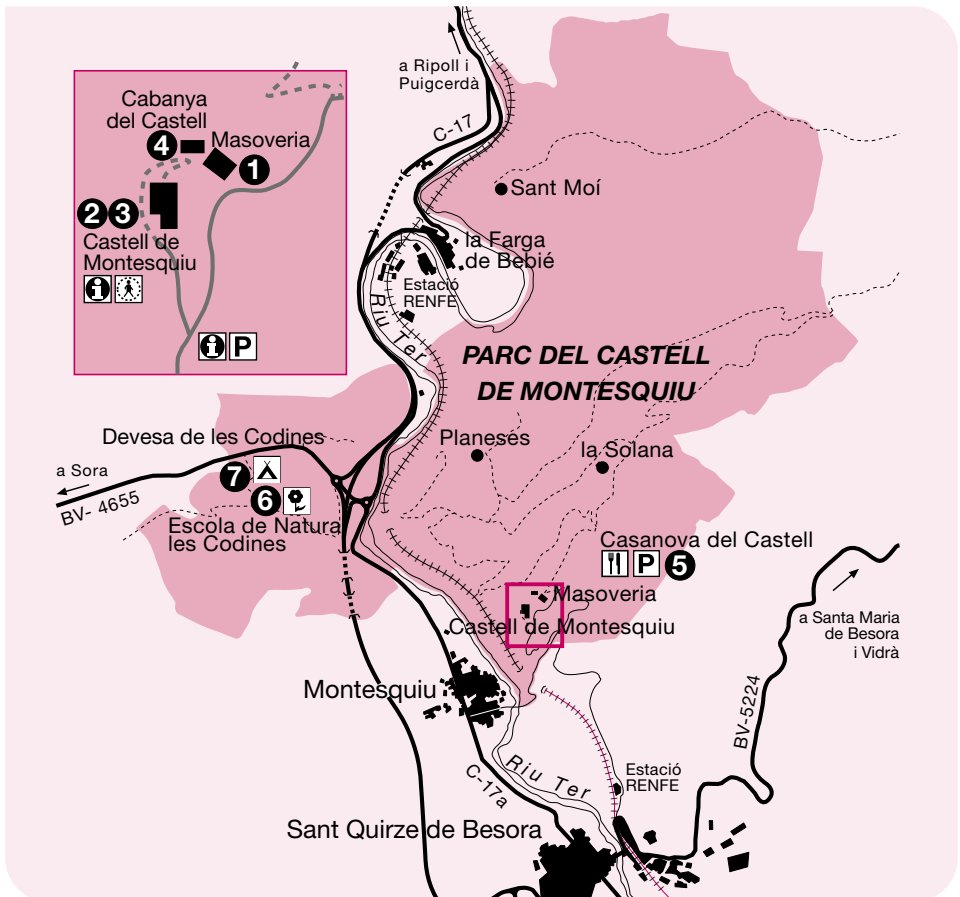 a Ripoll i
Puigcerdà
C-17
Cabanya
del Castell
4
Masoveria
1
2 3
Castell de
Montesquiu
i
i P
Sant Moí
la Farga
de Bebié
Estació
RENFE
Riu Ter
PARC DEL CASTELL
DE MONTESQUIU
Devesa de les Codines
Planeses
la Solana
a Sora
BV- 4655
7
6
Escola de Natura
les Codines
Casanova del Castell
P 5
Masoveria
Castell de Montesquiu
a Santa Maria
de Besora
i Vidrà
Montesquiu
BV-5224
Riu Ter
Estació
RENFE
C-17a
Sant Quirze de Besora